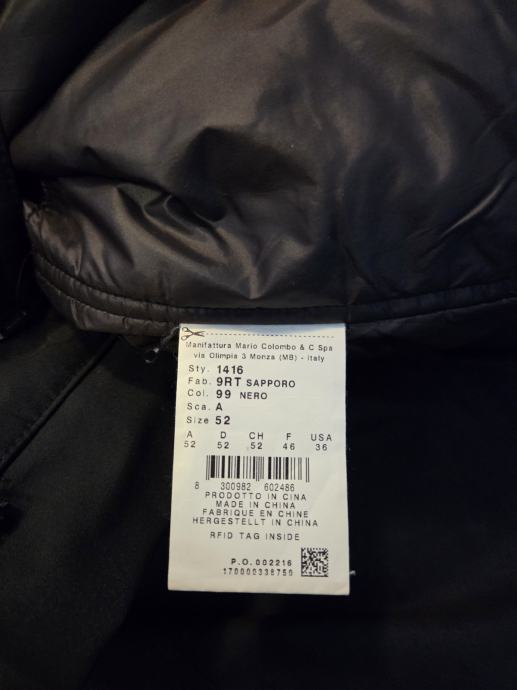 Manifattura Mario Colombo & C Spa
via Olimpia 3 Monza (MB) - Italy
Sty. 1416
Fab. 9RT SAPPORO
Col. 99 NERO
Sca. A
Size 52
A D CH F USA
52 52 52 46 36
8 300982 602486
PRODOTTO IN CINA
MADE IN CHINA
FABRIQUE EN CHINE
HERGESTELLT IN CHINA
RFID TAG INSIDE
P.O. 002216
170000338750